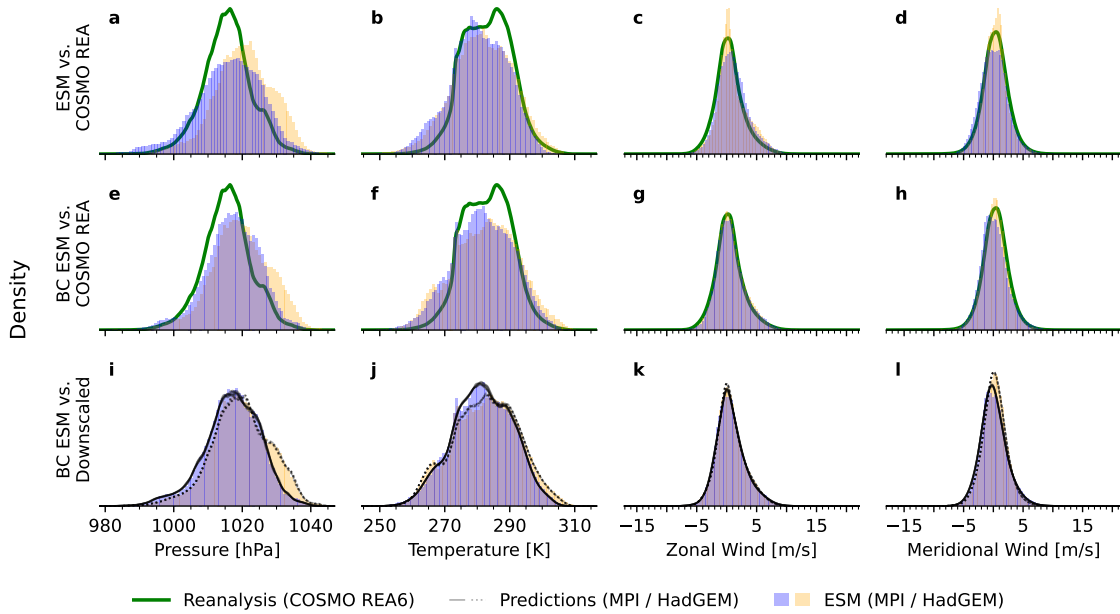 a b c d
ESM vs.
COSMO REA
e f g h
BC ESM vs.
COSMO REA
Density
i j k l
BC ESM vs.
Downscaled
980 1000 1020 1040 250 270 290 310 −15 −5 5 15 −15 −5 5 15
Pressure [hPa] Temperature [K] Zonal Wind [m/s] Meridional Wind [m/s]
Reanalysis (COSMO REA6) Predictions (MPI / HadGEM) ESM (MPI / HadGEM)